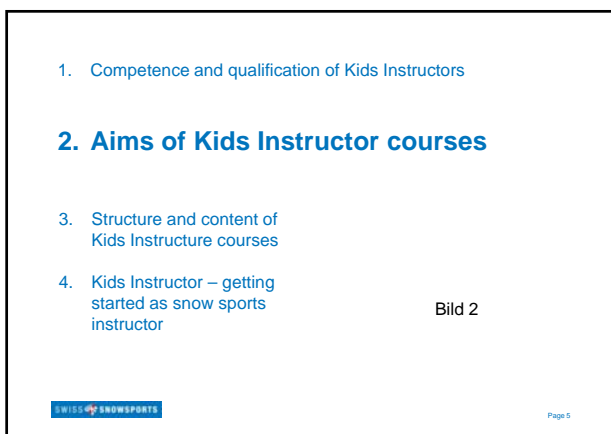 1. Competence and qualification of Kids Instructors
2. Aims of Kids Instructor courses
3. Structure and content of
Kids Instructure courses
4. Kids Instructor – getting
started as snow sports
instructor
Bild 2
SWISS SNOWSPORTS
Page 5